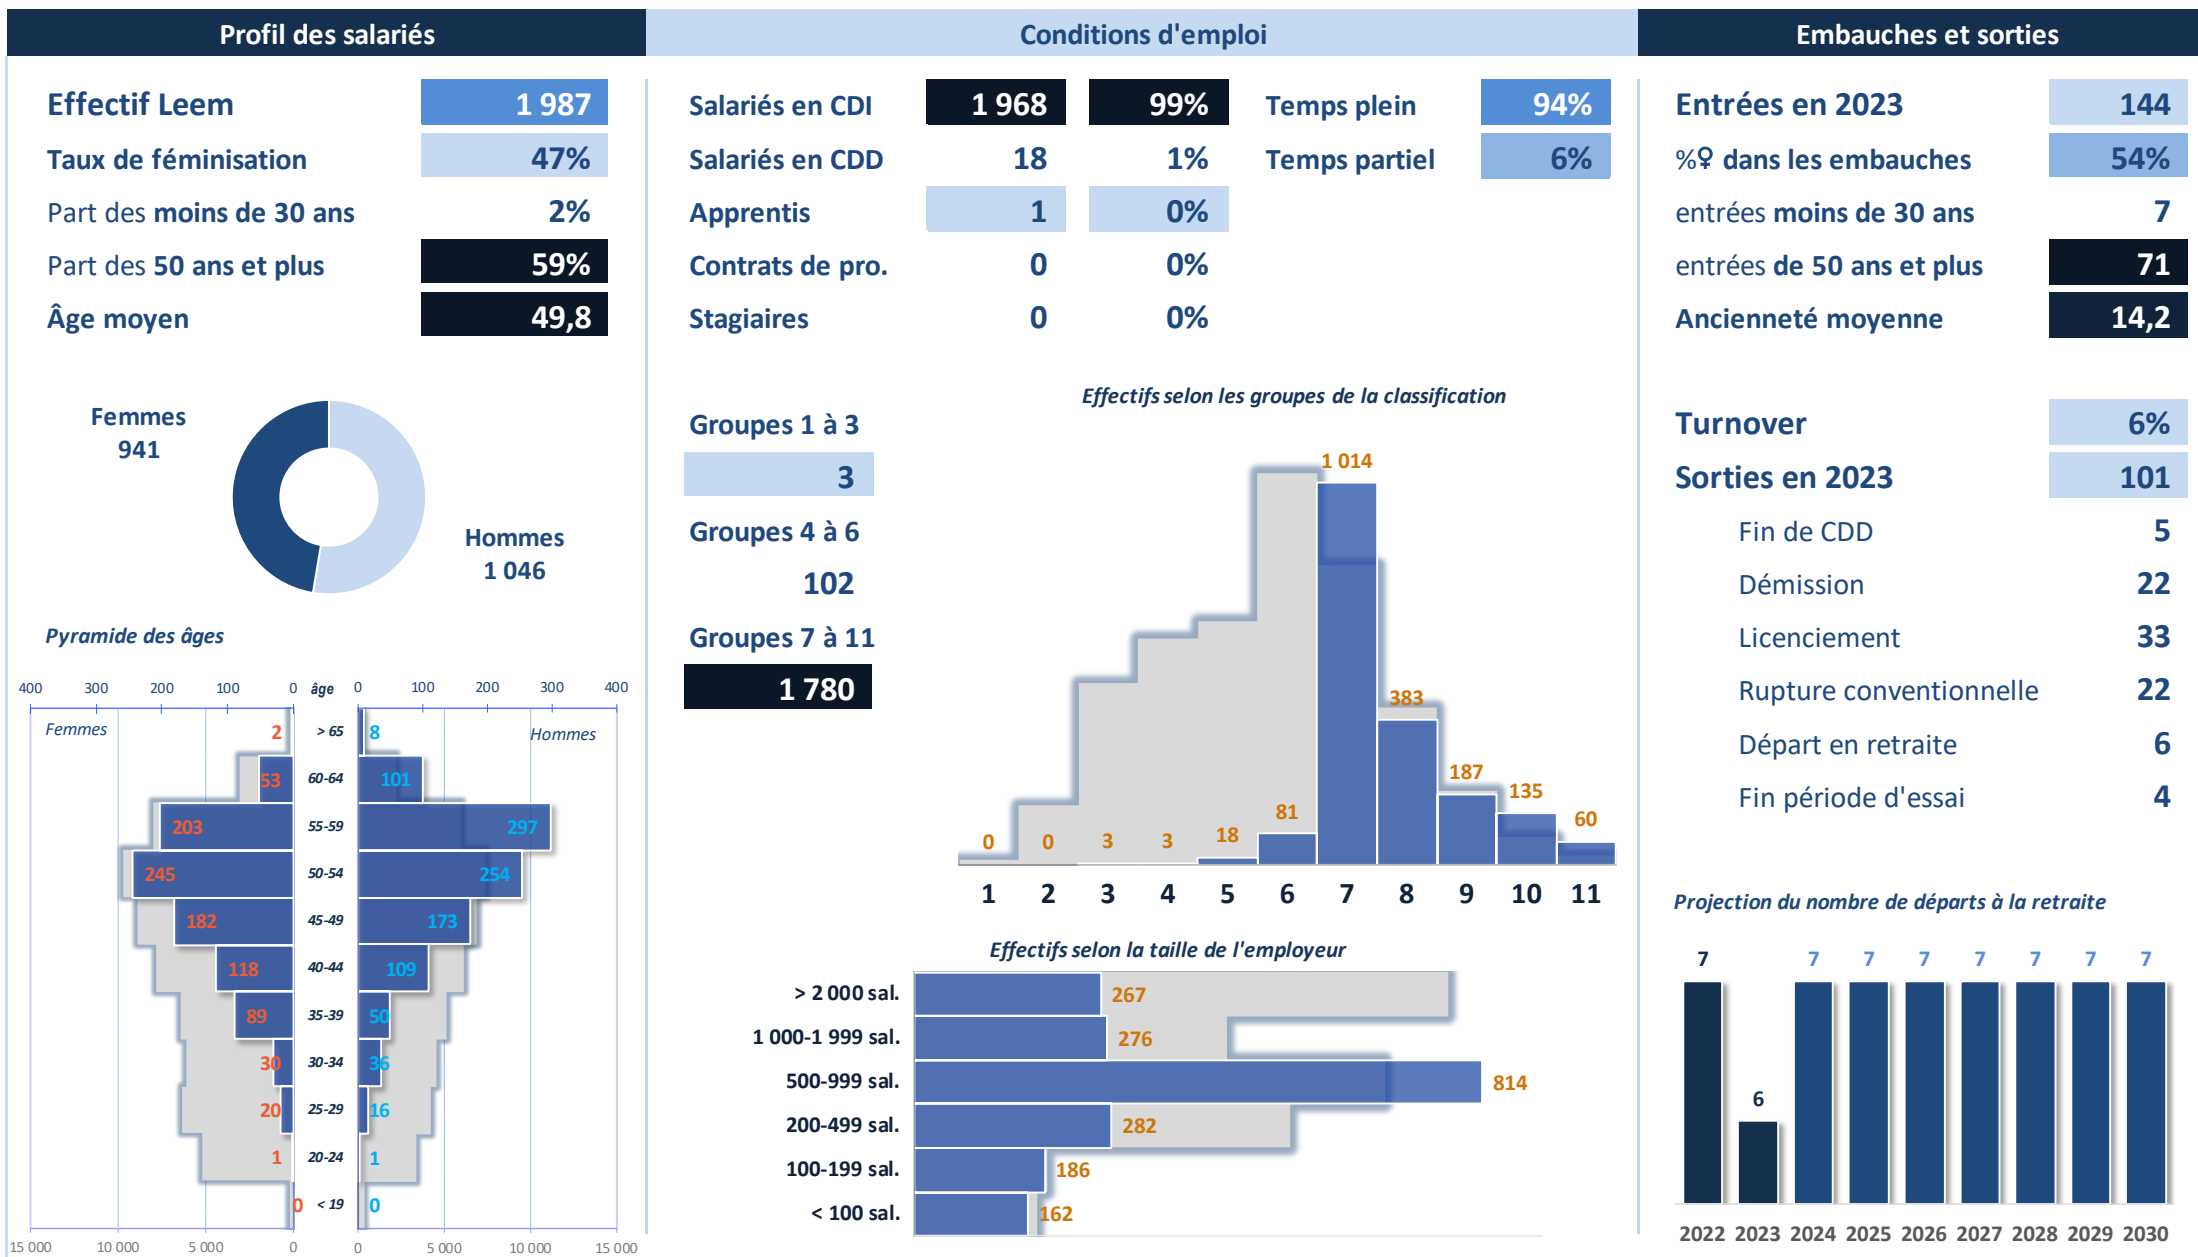 Profil des salariés
Effectif Leem 1 987
Taux de féminisation 47%
Part des moins de 30 ans 2%
Part des 50 ans et plus 59%
Âge moyen 49,8
Femmes
941
Hommes
1 046
Pyramide des âges
400 300 200 100 0 âge 0 100 200 300 400
Femmes Hommes
2 > 65 8
53 60-64 101
203 55-59 297
245 50-54 254
182 45-49 173
118 40-44 109
89 35-39 50
30 30-34 36
20 25-29 16
1 20-24 1
0 < 19 0
15 000 10 000 5 000 0 0 5 000 10 000 15 000
Conditions d'emploi
Salariés en CDI 1 968 99% Temps plein 94%
Salariés en CDD 18 1% Temps partiel 6%
Apprentis 1 0%
Contrats de pro. 0 0%
Stagiaires 0 0%
Groupes 1 à 3
3
Groupes 4 à 6
102
Groupes 7 à 11
1 780
Effectifs selon les groupes de la classification
0 0 3 3 18 81 1 014 383 187 135 60
1 2 3 4 5 6 7 8 9 10 11
Effectifs selon la taille de l'employeur
> 2 000 sal. 267
1 000-1 999 sal. 276
500-999 sal. 814
200-499 sal. 282
100-199 sal. 186
< 100 sal. 162
Embauches et sorties
Entrées en 2023 144
%♀ dans les embauches 54%
entrées moins de 30 ans 7
entrées de 50 ans et plus 71
Ancienneté moyenne 14,2
Turnover 6%
Sorties en 2023 101
Fin de CDD 5
Démission 22
Licenciement 33
Rupture conventionnelle 22
Départ en retraite 6
Fin période d'essai 4
Projection du nombre de départs à la retraite
7 6 7 7 7 7 7 7 7
2022 2023 2024 2025 2026 2027 2028 2029 2030